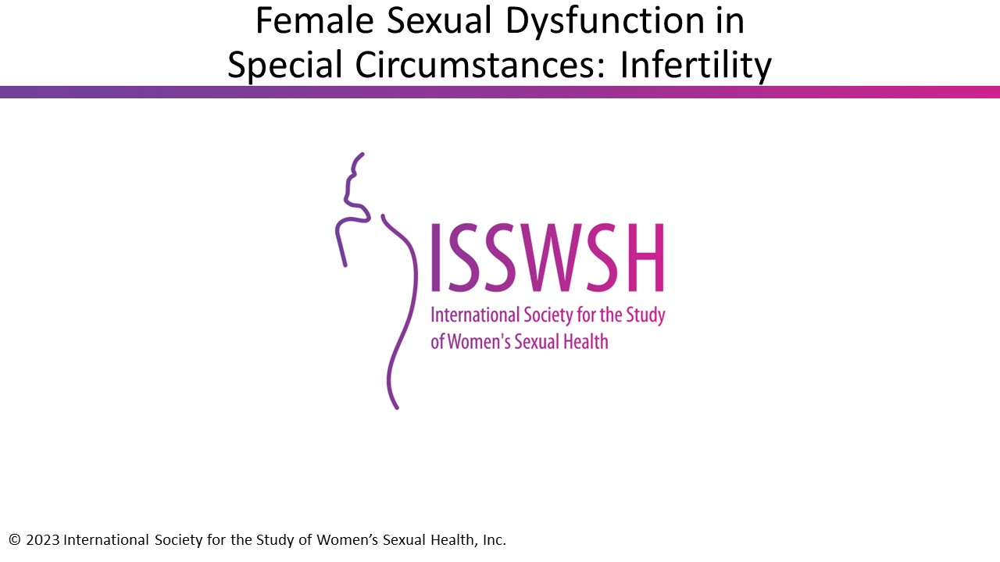 Female Sexual Dysfunction in
Special Circumstances: Infertility
ISSWSH
International Society for the Study
of Women's Sexual Health
© 2023 International Society for the Study of Women’s Sexual Health, Inc.